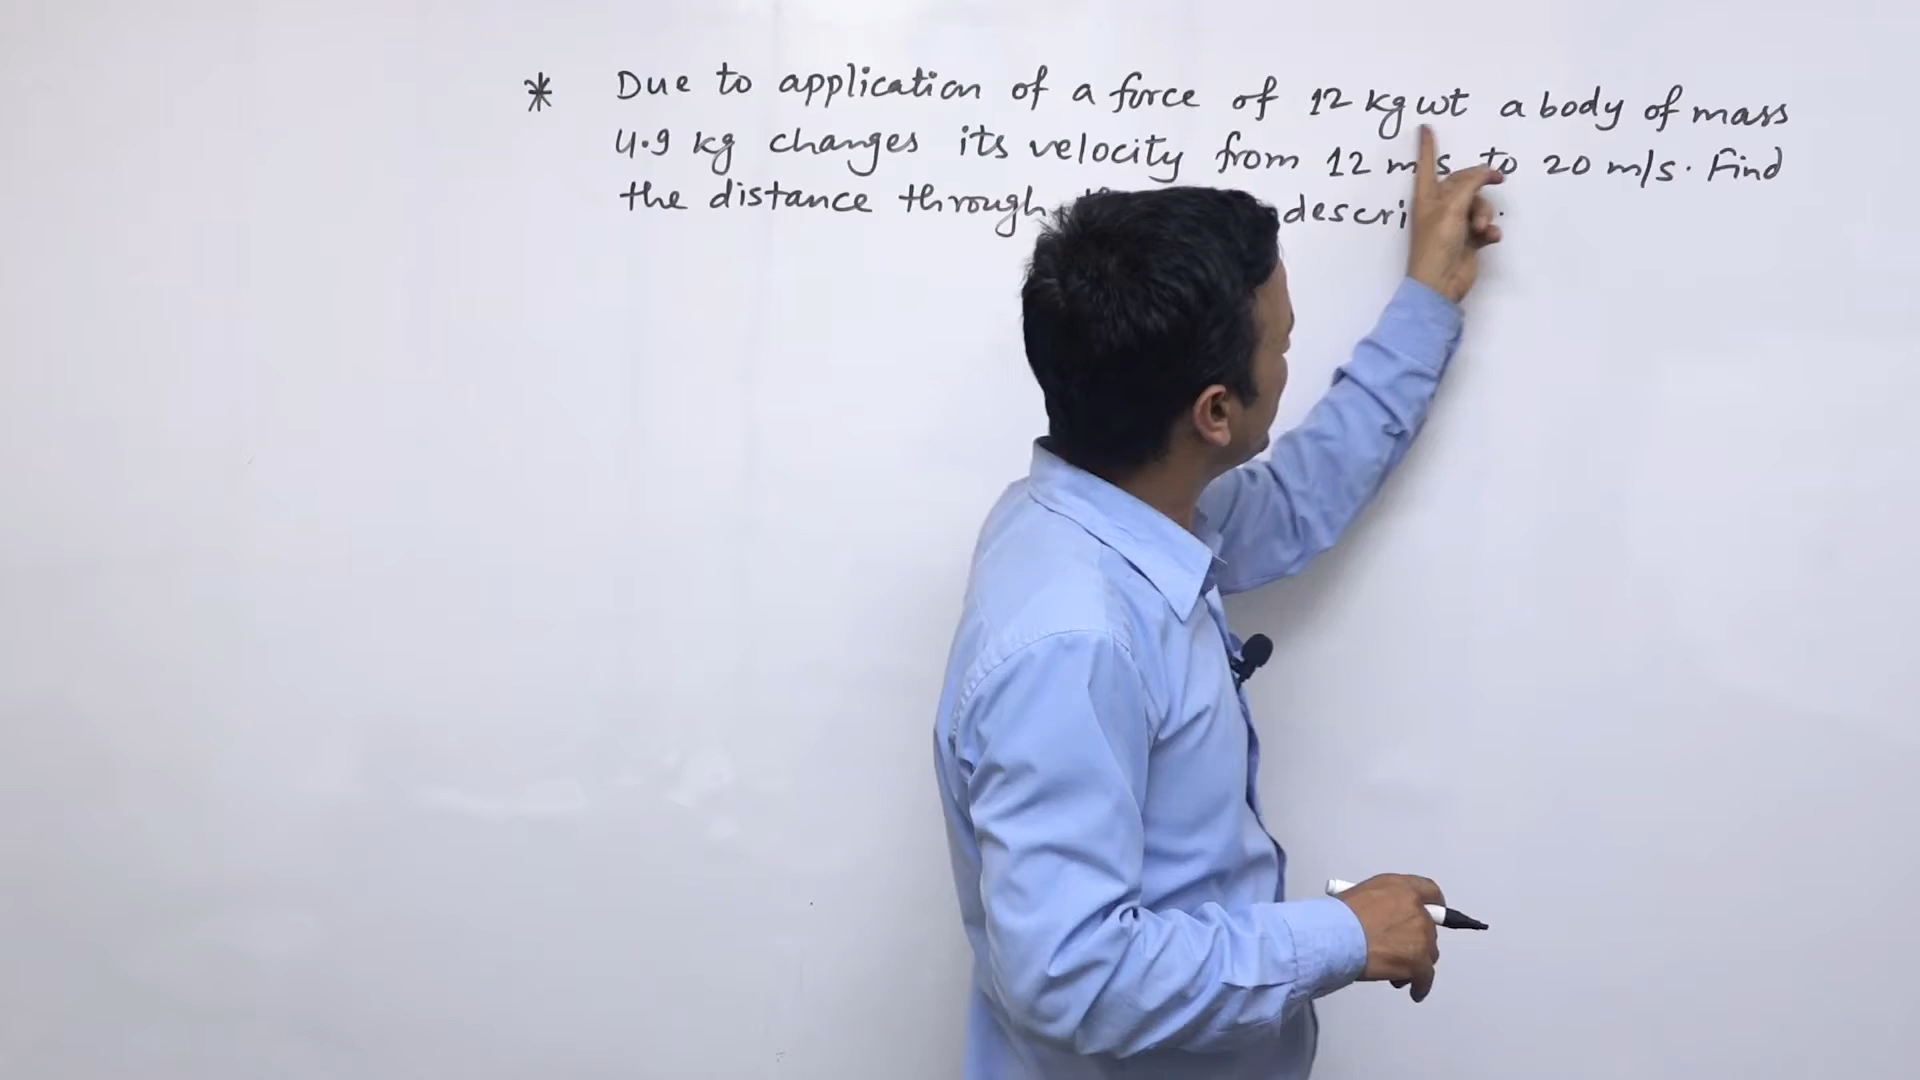 * Due to application of a force of 12 kgwt a body of mass
4.9 kg changes its velocity from 12 m/s to 20 m/s. Find
the distance through